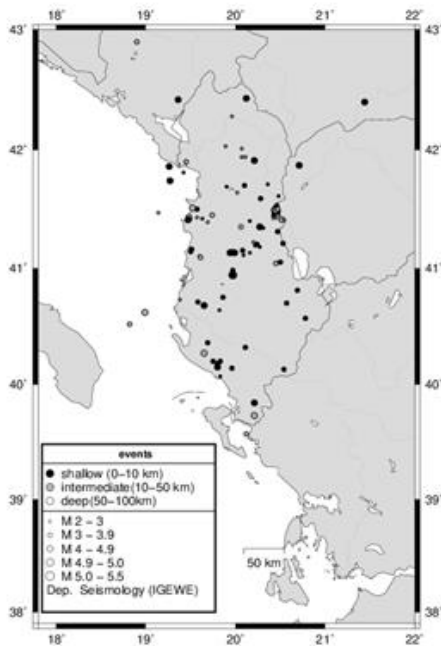 18° 19° 20° 21° 22°
43° 43°
42° 42°
41° 41°
40° 40°
39° 39°
38° 38°
events
shallow (0–10 km)
intermediate(10–50 km)
deep(50–100km)
M 2 – 3
M 3 – 3.9
M 4 – 4.9
M 4.9 – 5.0
M 5.0 – 5.5
Dep. Seismology (IGEWE)
50 km
18° 19° 20° 21° 22°